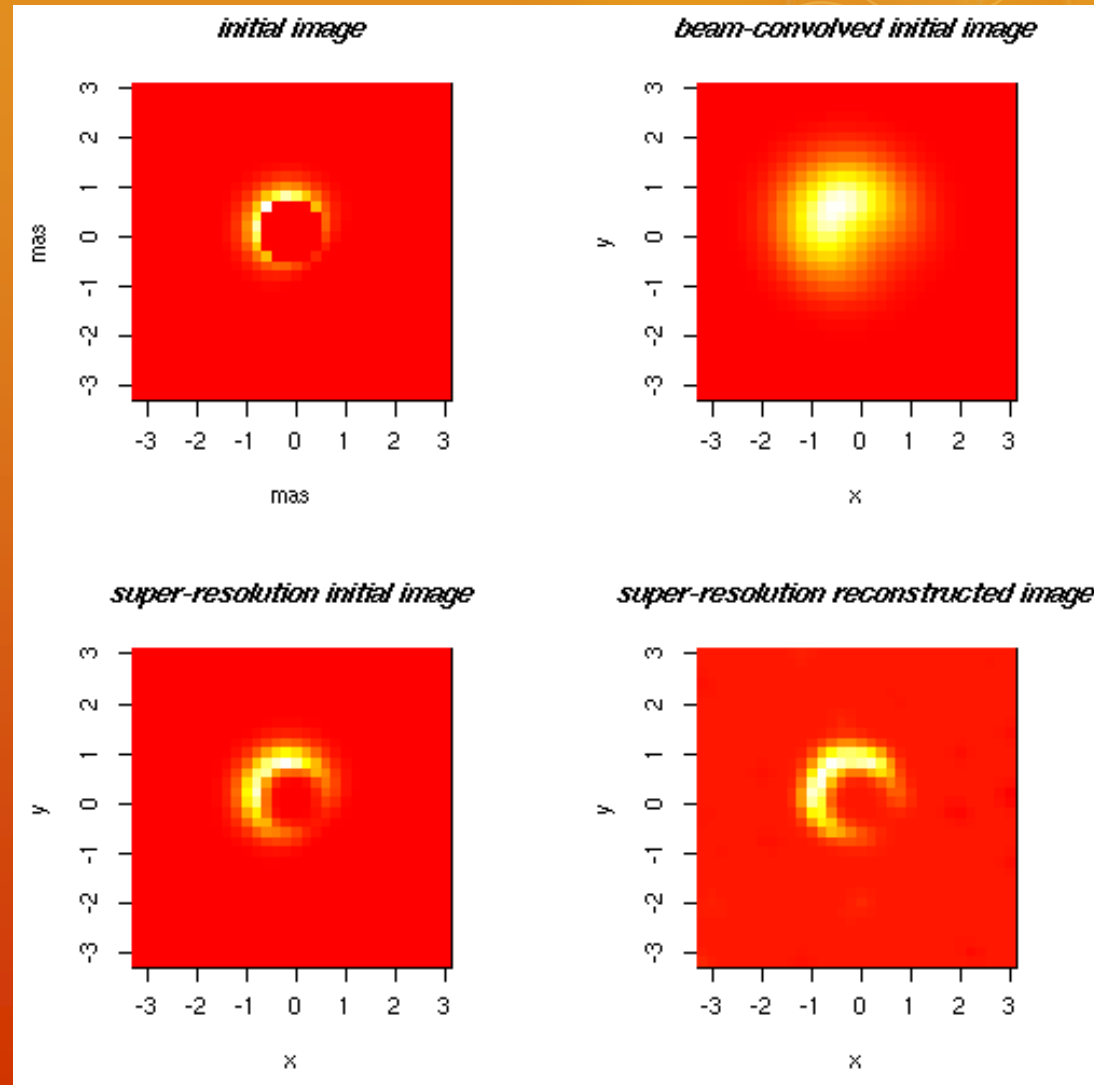 initial image
beam-convolved initial image
3
2
1
0
-1
-2
-3
mas
-3 -2 -1 0 1 2 3
mas
3
2
1
0
-1
-2
-3
y
-3 -2 -1 0 1 2 3
x
super-resolution initial image
super-resolution reconstructed image
3
2
1
0
-1
-2
-3
y
-3 -2 -1 0 1 2 3
x
3
2
1
0
-1
-2
-3
y
-3 -2 -1 0 1 2 3
x